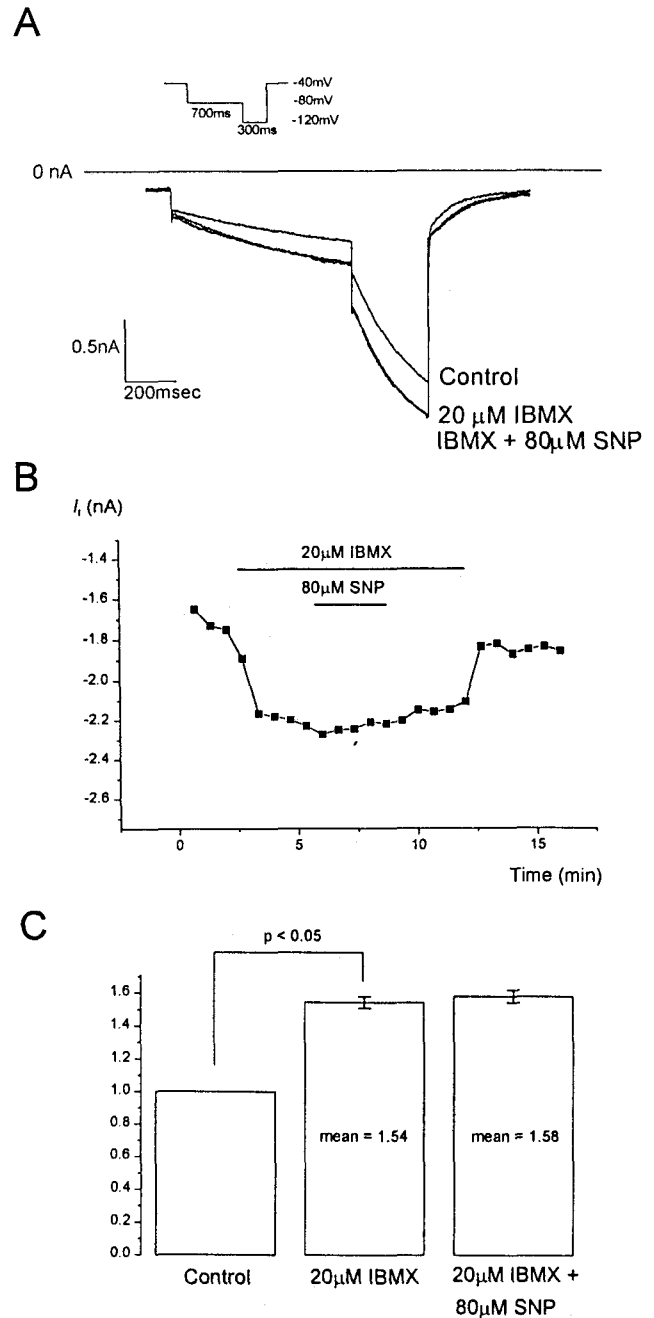 A
-40mV
-80mV
700ms
-120mV
300ms
0 nA
0.5nA
200msec
Control
20 µM IBMX
IBMX + 80µM SNP
B
If (nA)
20µM IBMX
80µM SNP
-1.4
-1.6
-1.8
-2.0
-2.2
-2.4
-2.6
0
5
10
15
Time (min)
C
p < 0.05
1.6
1.4
1.2
1.0
0.8
0.6
0.4
0.2
0.0
mean = 1.54
mean = 1.58
Control
20µM IBMX
20µM IBMX +
80µM SNP